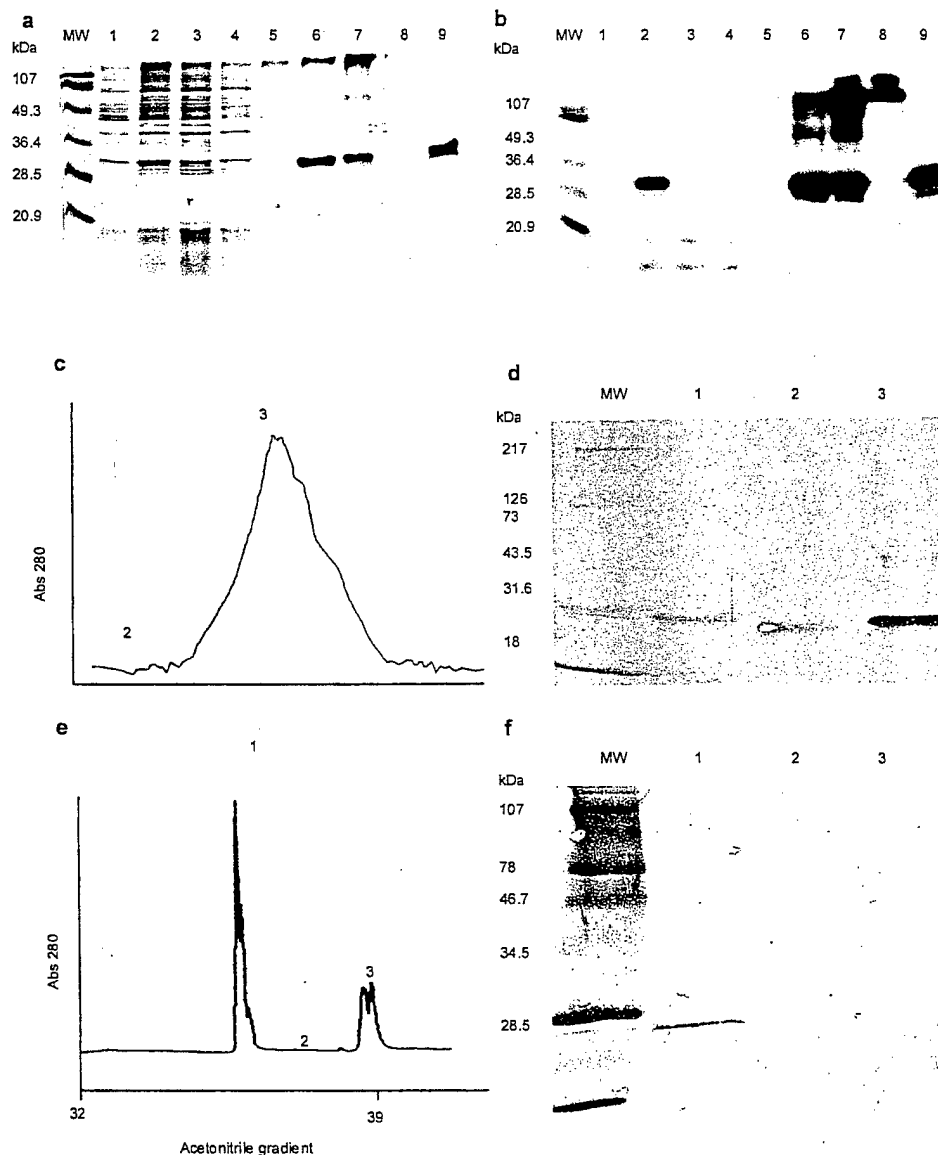 a
MW 1 2 3 4 5 6 7 8 9
kDa
107
49.3
36.4
28.5
20.9
b
MW 1 2 3 4 5 6 7 8 9
kDa
107
49.3
36.4
28.5
20.9
c
3
2
Abs 280
d
MW 1 2 3
kDa
217
126
73
43.5
31.6
18
e
1
3
2
Abs 280
32 39
Acetonitrile gradient
f
MW 1 2 3
kDa
107
78
46.7
34.5
28.5